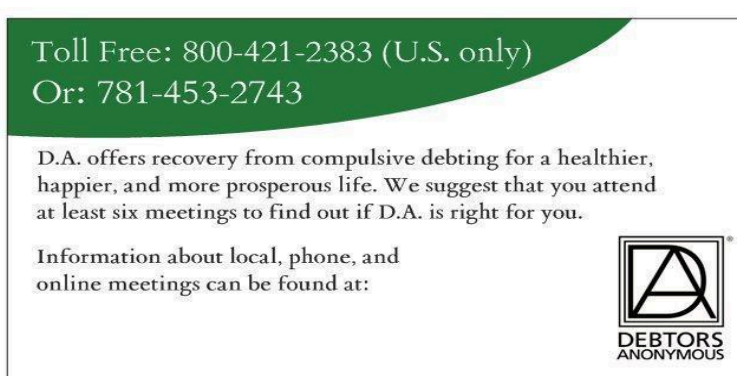 Toll Free: 800-421-2383 (U.S. only)
Or: 781-453-2743
D.A. offers recovery from compulsive debting for a healthier,
happier, and more prosperous life. We suggest that you attend
at least six meetings to find out if D.A. is right for you.
Information about local, phone, and
online meetings can be found at:
DA®
DEBTORS
ANONYMOUS